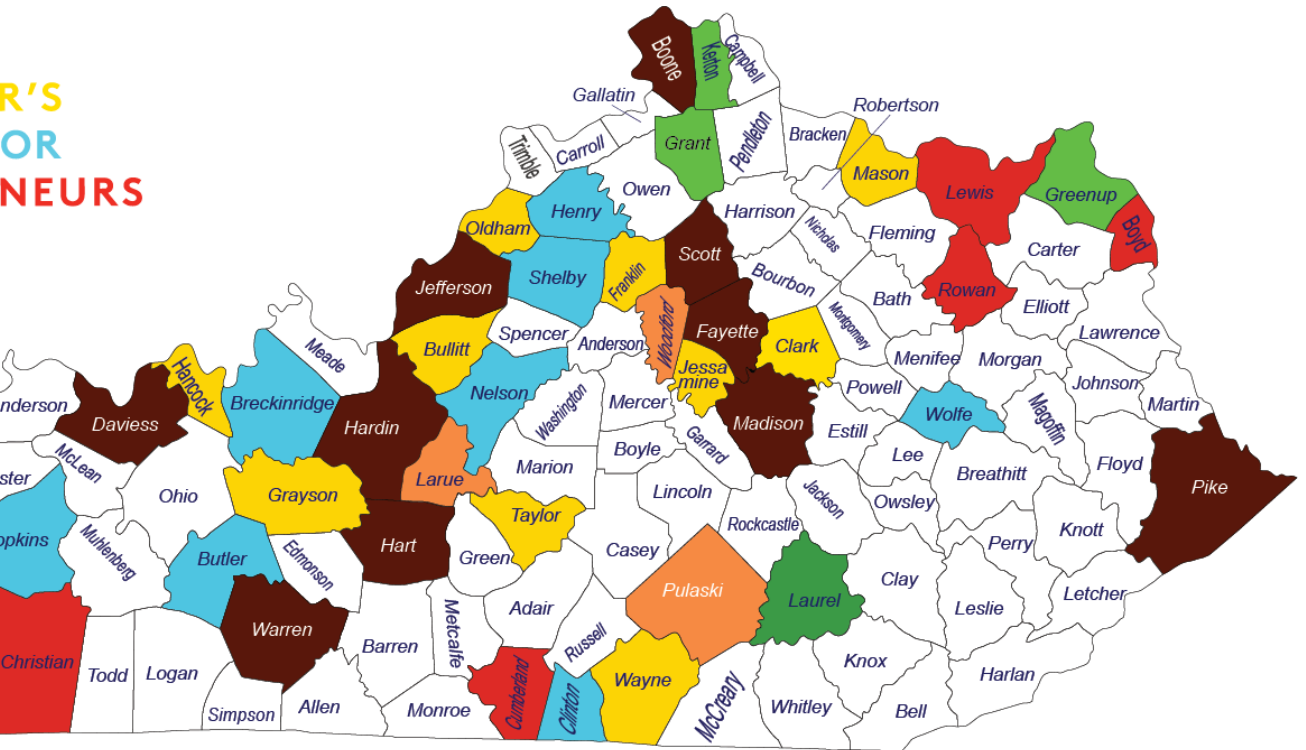 R'S
OR
NEURS
Boone
Kenton
Campbell
Gallatin
Robertson
Trimble
Carroll
Grant
Pendleton
Bracken
Mason
Lewis
Greenup
Boyd
Owen
Henry
Oldham
Harrison
Nicholas
Fleming
Carter
Jefferson
Shelby
Franklin
Scott
Bourbon
Bath
Rowan
Elliott
Lawrence
Meade
Bullitt
Spencer
Anderson
Woodford
Fayette
Clark
Montgomery
Menifee
Morgan
Johnson
Martin
nderson
Daviess
Hancock
Breckinridge
Hardin
Nelson
Washington
Mercer
Jessa
mine
Madison
Powell
Estill
Wolfe
Magoffin
McLean
Ohio
Grayson
Larue
Marion
Boyle
Garrard
Lee
Breathitt
Floyd
Pike
ster
opkins
Muhlenberg
Butler
Edmonson
Hart
Green
Taylor
Casey
Lincoln
Rockcastle
Jackson
Owsley
Perry
Knott
Letcher
Christian
Todd
Logan
Warren
Simpson
Allen
Barren
Metcalfe
Monroe
Adair
Cumberland
Clinton
Russell
Wayne
Pulaski
McCreary
Laurel
Whitley
Clay
Knox
Bell
Leslie
Harlan